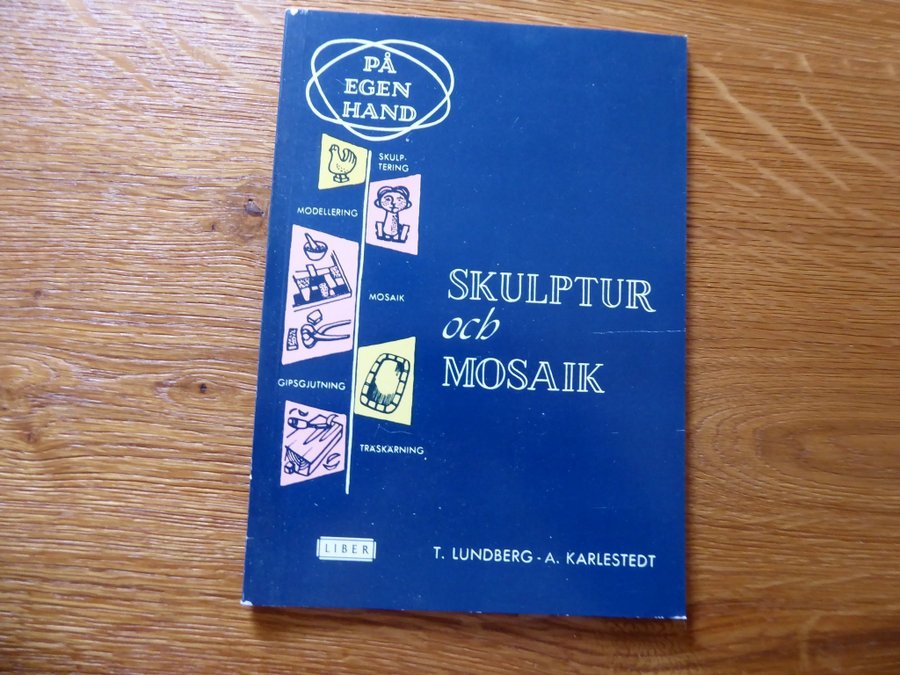 PÅ
EGEN
HAND
SKULP-
TERING
MODELLERING
MOSAIK
GIPSGJUTNING
TRÄSKÄRNING
SKULPTUR
och
MOSAIK
LIBER
T. LUNDBERG - A. KARLESTEDT